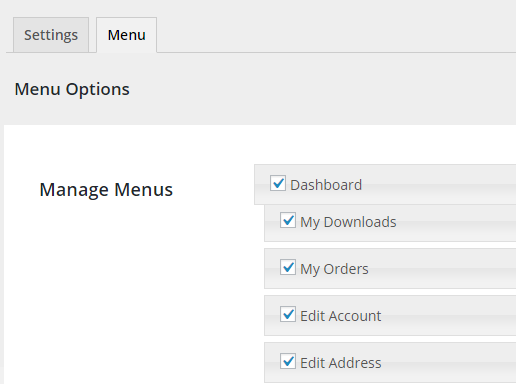 Settings
Menu
Menu Options
Manage Menus
Dashboard
My Downloads
My Orders
Edit Account
Edit Address